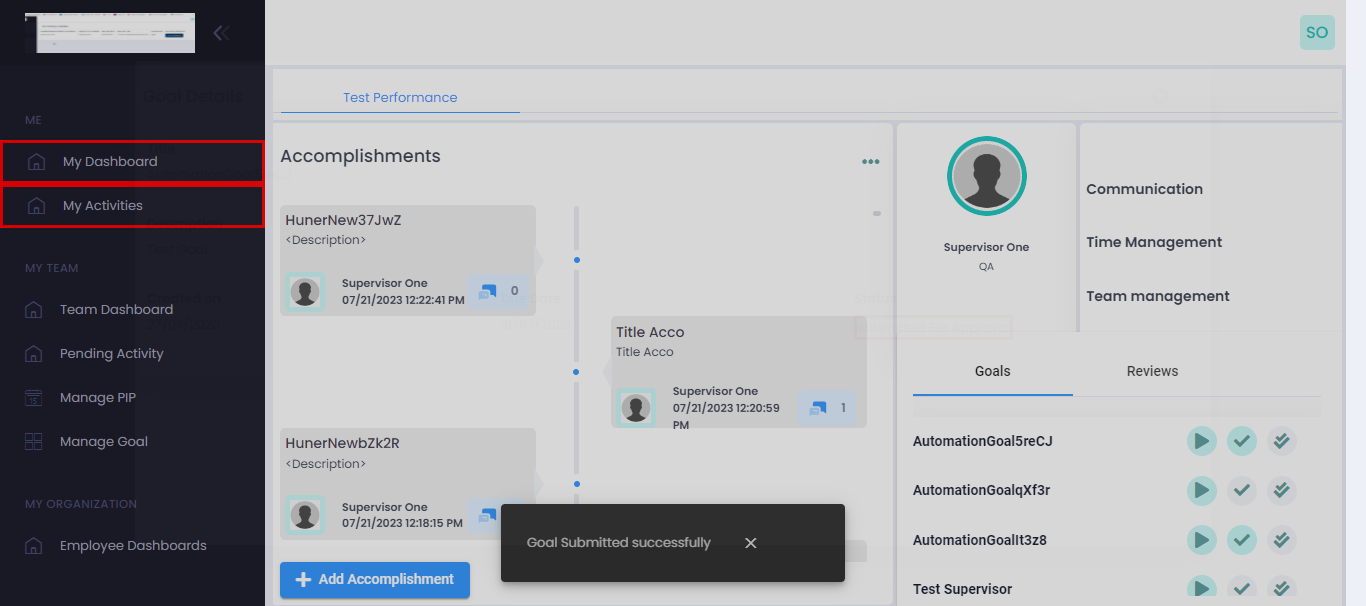 SO
ME
My Dashboard
My Activities
MY TEAM
Team Dashboard
Pending Activity
Manage PIP
Manage Goal
MY ORGANIZATION
Employee Dashboards
Goal Details
Test Performance
Accomplishments
HunerNew37JwZ
<Description>
Supervisor One
07/21/2023 12:22:41 PM
0
Title Acco
Title Acco
Supervisor One
07/21/2023 12:20:59
PM
1
HunerNewbZk2R
<Description>
Supervisor One
07/21/2023 12:18:15 PM
Add Accomplishment
Goal Submitted successfully
Supervisor One
QA
Communication
Time Management
Team management
Goals
Reviews
AutomationGoal5reCJ
AutomationGoalqXf3r
AutomationGoalIt3z8
Test Supervisor